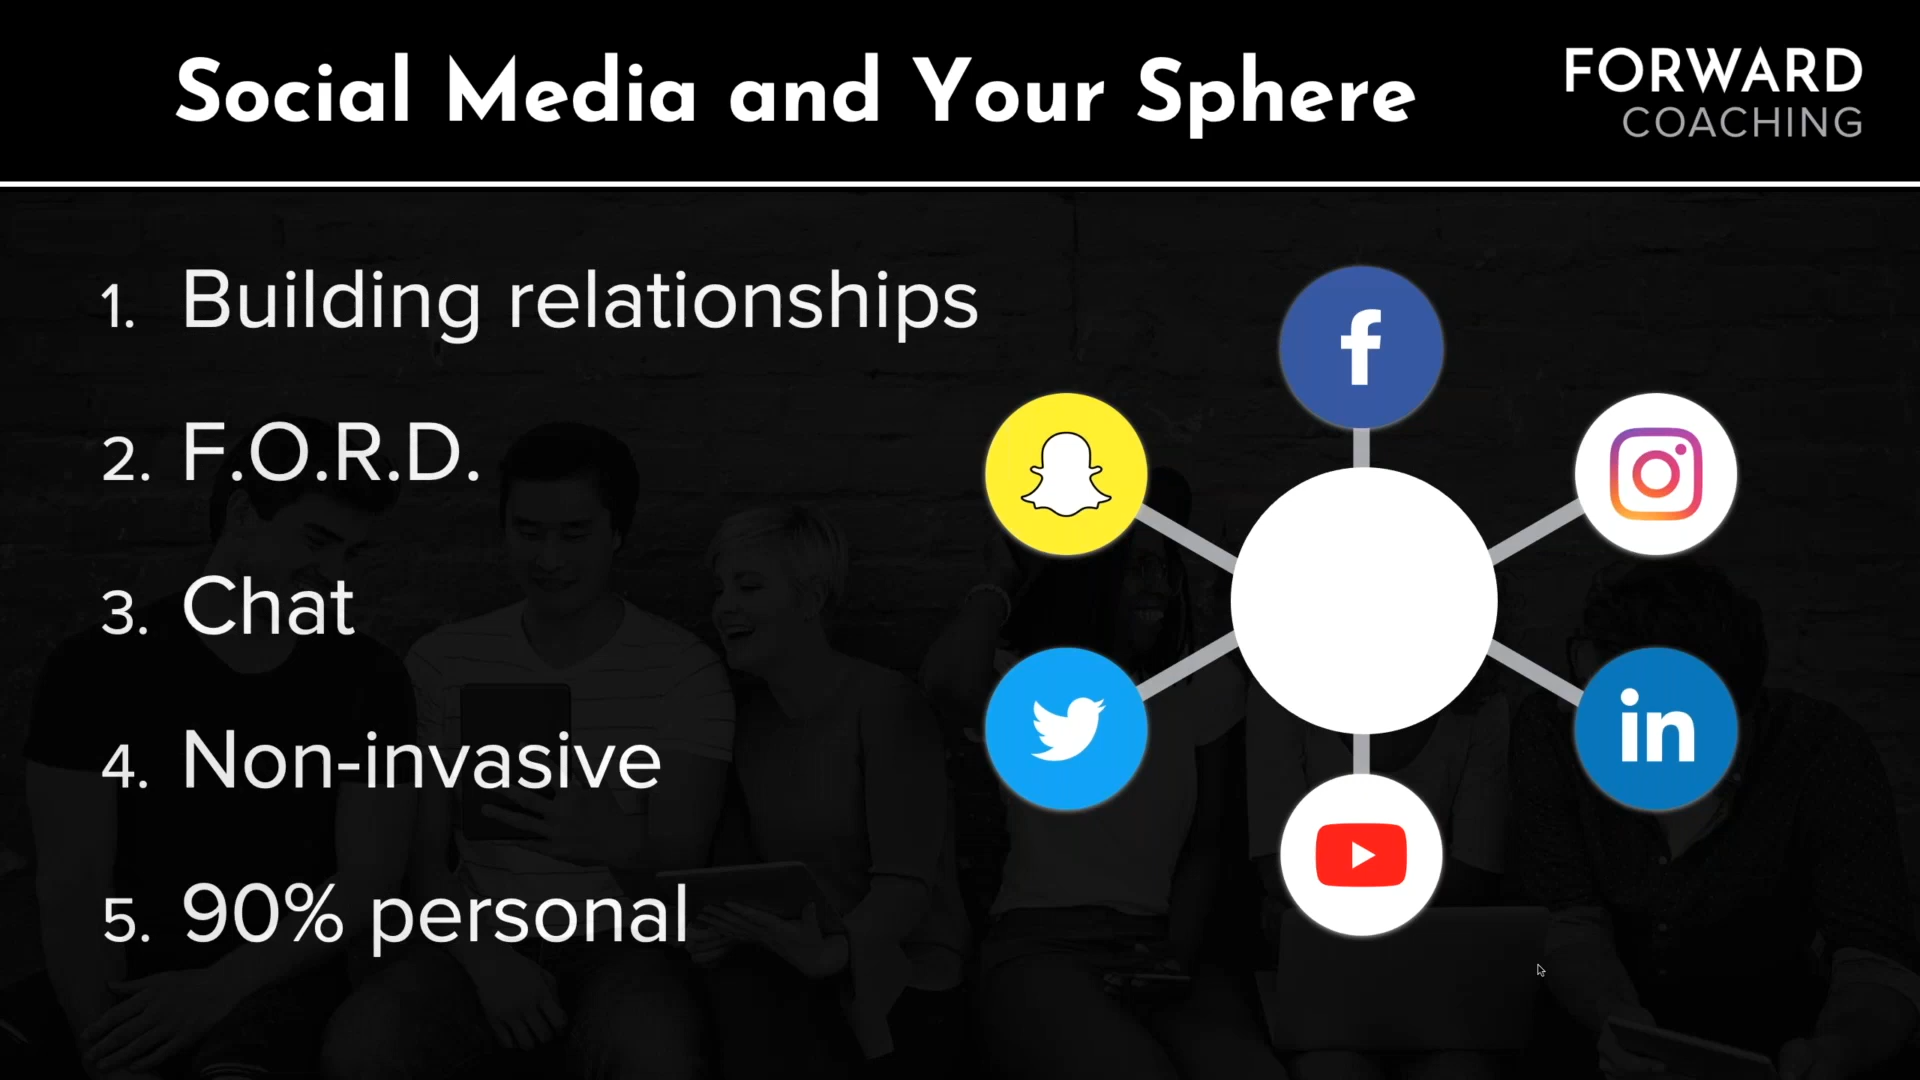 Social Media and Your Sphere
FORWARD
COACHING
1. Building relationships
2. F.O.R.D.
3. Chat
4. Non-invasive
5. 90% personal
f
in